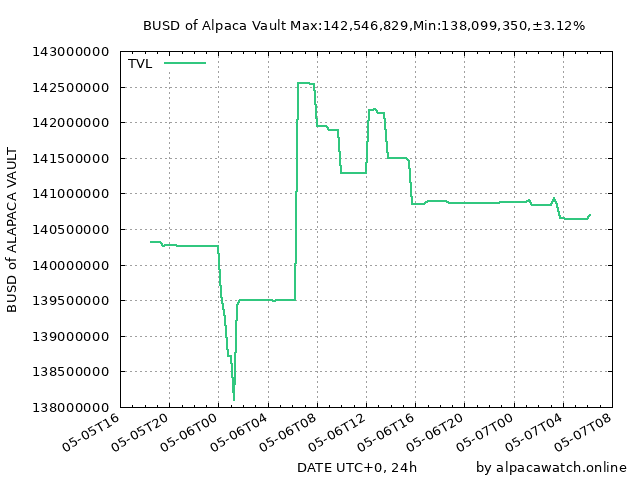 BUSD of Alpaca Vault Max:142,546,829,Min:138,099,350,±3.12%
TVL
143000000
142500000
142000000
141500000
141000000
140500000
140000000
139500000
139000000
138500000
138000000
BUSD of ALAPACA VAULT
05-05T16
05-05T20
05-06T00
05-06T04
05-06T08
05-06T12
05-06T16
05-06T20
05-07T00
05-07T04
05-07T08
DATE UTC+0, 24h
by alpacawatch.online